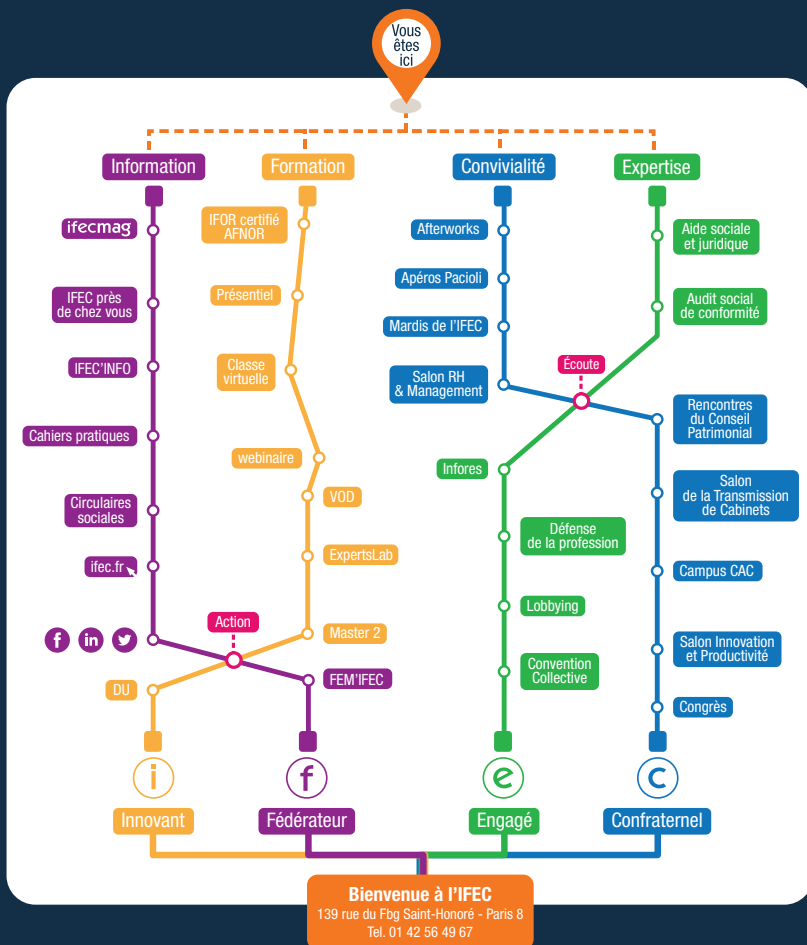 Vous
êtes
ici
Information
Formation
Convivialité
Expertise
ifecmag
IFEC près
de chez vous
IFEC'INFO
Cahiers pratiques
Circulaires
sociales
ifec.fr
f in
Action
FEM'IFEC
IFOR certifié
AFNOR
Présentiel
Classe
virtuelle
webinaire
VOD
ExpertsLab
Master 2
DU
Afterworks
Apéros Pacioli
Mardis de l'IFEC
Salon RH
& Management
Écoute
Rencontres
du Conseil
Patrimonial
Salon
de la Transmission
de Cabinets
Campus CAC
Salon Innovation
et Productivité
Congrès
Aide sociale
et juridique
Audit social
de conformité
Infores
Défense
de la profession
Lobbying
Convention
Collective
i
f
e
c
Innovant
Fédérateur
Engagé
Confraternel
Bienvenue à l'IFEC
139 rue du Fbg Saint-Honoré - Paris 8
Tel. 01 42 56 49 67